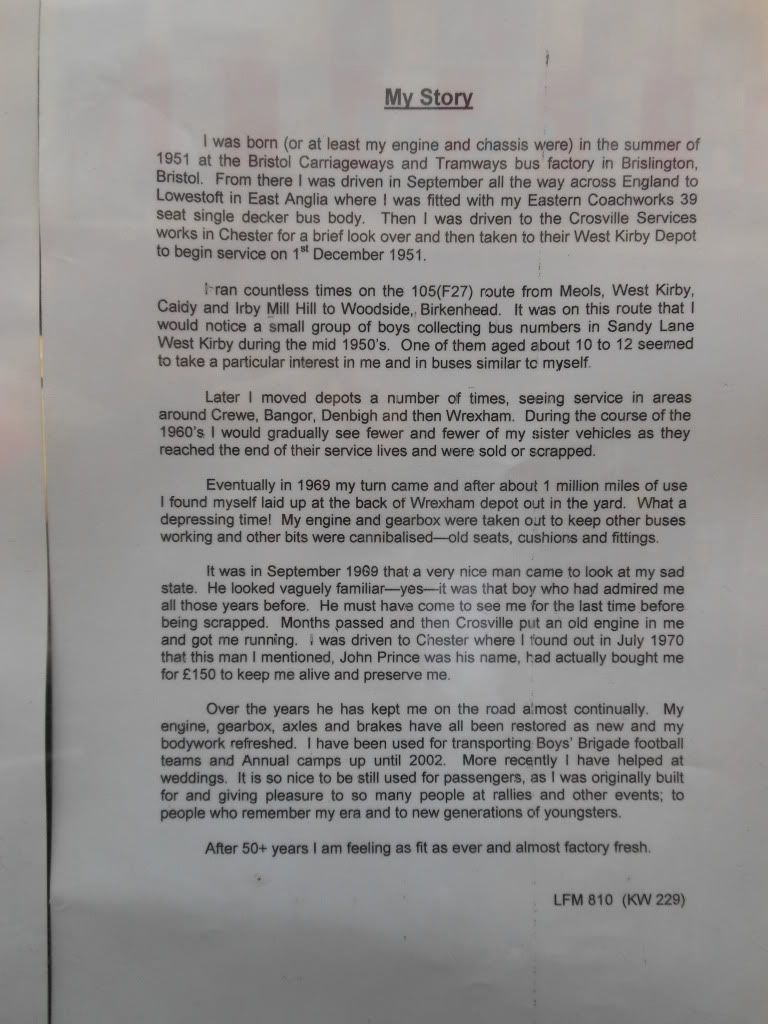 My Story
I was born (or at least my engine and chassis were) in the summer of
1951 at the Bristol Carriageways and Tramways bus factory in Brislington,
Bristol. From there I was driven in September all the way across England to
Lowestoft in East Anglia where I was fitted with my Eastern Coachworks 39
seat single decker bus body. Then I was driven to the Crosville Services
works in Chester for a brief look over and then taken to their West Kirby Depot
to begin service on 1st December 1951.
I ran countless times on the 105(F27) route from Meols, West Kirby,
Caldy and Irby Mill Hill to Woodside, Birkenhead. It was on this route that I
would notice a small group of boys collecting bus numbers in Sandy Lane
West Kirby during the mid 1950's. One of them aged about 10 to 12 seemed
to take a particular interest in me and in buses similar to myself.
Later I moved depots a number of times, seeing service in areas
around Crewe, Bangor, Denbigh and then Wrexham. During the course of the
1960's I would gradually see fewer and fewer of my sister vehicles as they
reached the end of their service lives and were sold or scrapped.
Eventually in 1969 my turn came and after about 1 million miles of use
I found myself laid up at the back of Wrexham depot out in the yard. What a
depressing time! My engine and gearbox were taken out to keep other buses
working and other bits were cannibalised—old seats, cushions and fittings.
It was in September 1969 that a very nice man came to look at my sad
state. He looked vaguely familiar—yes—it was that boy who had admired me
all those years before. He must have come to see me for the last time before
being scrapped. Months passed and then Crosville put an old engine in me
and got me running. I was driven to Chester where I found out in July 1970
that this man I mentioned, John Prince was his name, had actually bought me
for £150 to keep me alive and preserve me.
Over the years he has kept me on the road almost continually. My
engine, gearbox, axles and brakes have all been restored as new and my
bodywork refreshed. I have been used for transporting Boys' Brigade football
teams and Annual camps up until 2002. More recently I have helped at
weddings. It is so nice to be still used for passengers, as I was originally built
for and giving pleasure to so many people at rallies and other events; to
people who remember my era and to new generations of youngsters.
After 50+ years I am feeling as fit as ever and almost factory fresh.
LFM 810 (KW 229)